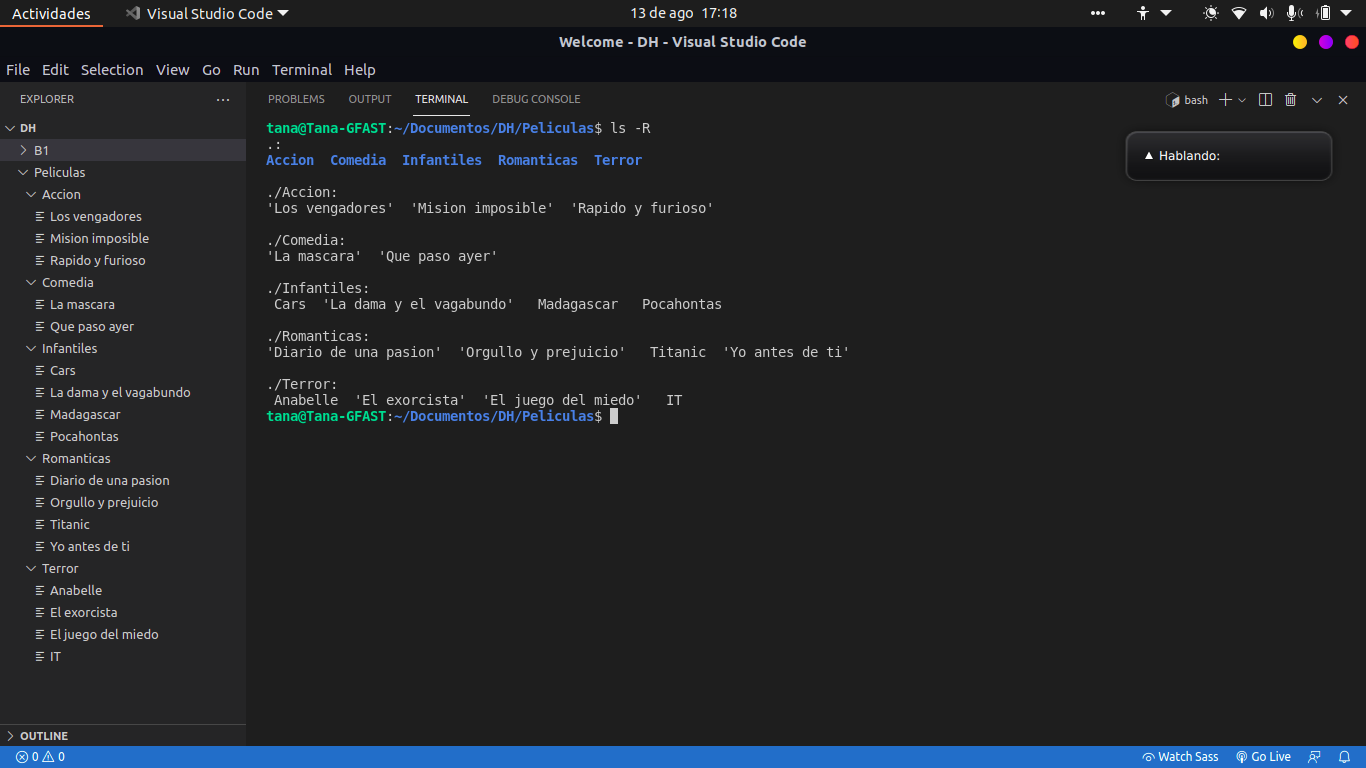 Actividades Visual Studio Code 13 de ago 17:18
Welcome - DH - Visual Studio Code
File Edit Selection View Go Run Terminal Help
EXPLORER
DH
B1
Peliculas
Accion
Los vengadores
Mision imposible
Rapido y furioso
Comedia
La mascara
Que paso ayer
Infantiles
Cars
La dama y el vagabundo
Madagascar
Pocahontas
Romanticas
Diario de una pasion
Orgullo y prejuicio
Titanic
Yo antes de ti
Terror
Anabelle
El exorcista
El juego del miedo
IT
OUTLINE
PROBLEMS OUTPUT TERMINAL DEBUG CONSOLE bash
tana@Tana-GFAST:~/Documentos/DH/Peliculas$ ls -R
.:
Accion Comedia Infantiles Romanticas Terror
./Accion:
'Los vengadores' 'Mision imposible' 'Rapido y furioso'
./Comedia:
'La mascara' 'Que paso ayer'
./Infantiles:
Cars 'La dama y el vagabundo' Madagascar Pocahontas
./Romanticas:
'Diario de una pasion' 'Orgullo y prejuicio' Titanic 'Yo antes de ti'
./Terror:
Anabelle 'El exorcista' 'El juego del miedo' IT
tana@Tana-GFAST:~/Documentos/DH/Peliculas$
Hablando:
0 0 Watch Sass Go Live